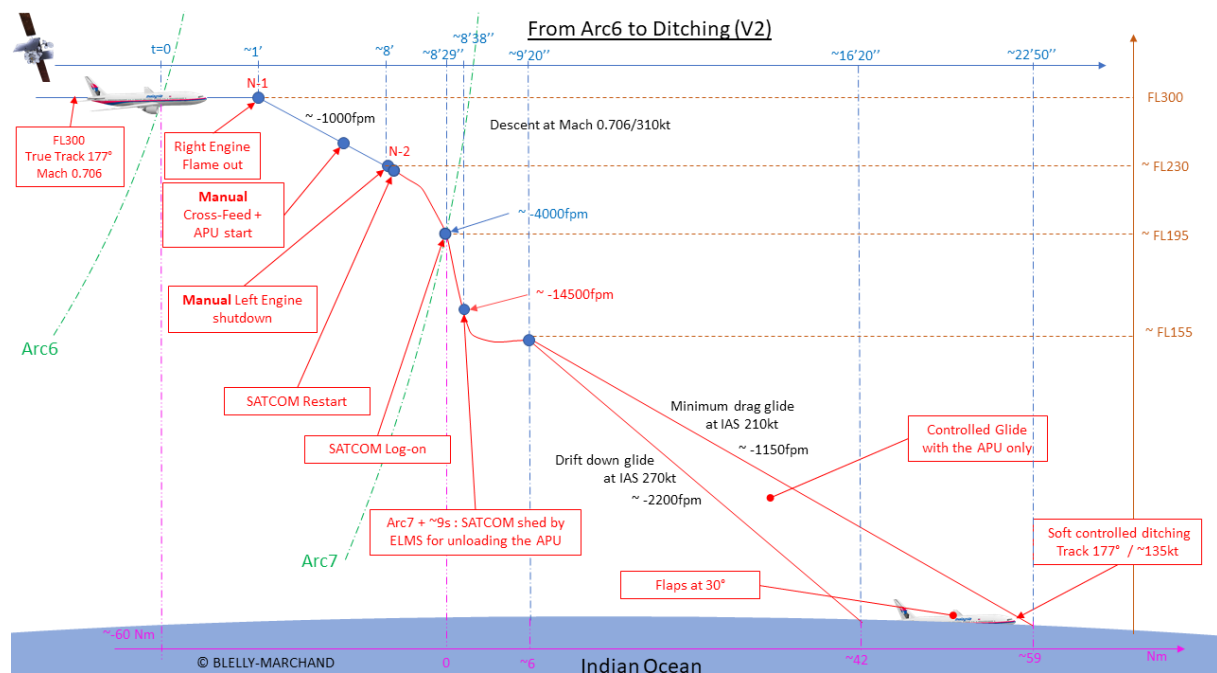 From Arc6 to Ditching (V2)
t=0
~1’
~8’
~8’29’’
~8’38’’
~9’20’’
~16’20’’
~22’50’’
N-1
FL300
~ -1000fpm
Descent at Mach 0.706/310kt
FL300
True Track 177°
Mach 0.706
Right Engine
Flame out
N-2
~ FL230
Manual
Cross-Feed +
APU start
~ -4000fpm
~ FL195
Manual Left Engine
shutdown
~ -14500fpm
~ FL155
Arc6
SATCOM Restart
Minimum drag glide
at IAS 210kt
~ -1150fpm
Controlled Glide
with the APU only
SATCOM Log-on
Drift down glide
at IAS 270kt
~ -2200fpm
Arc7 + ~9s : SATCOM shed by
ELMS for unloading the APU
Arc7
Soft controlled ditching
Track 177° / ~135kt
Flaps at 30°
~-60 Nm
© BLELLY-MARCHAND
0
~6
Indian Ocean
~42
~59
Nm